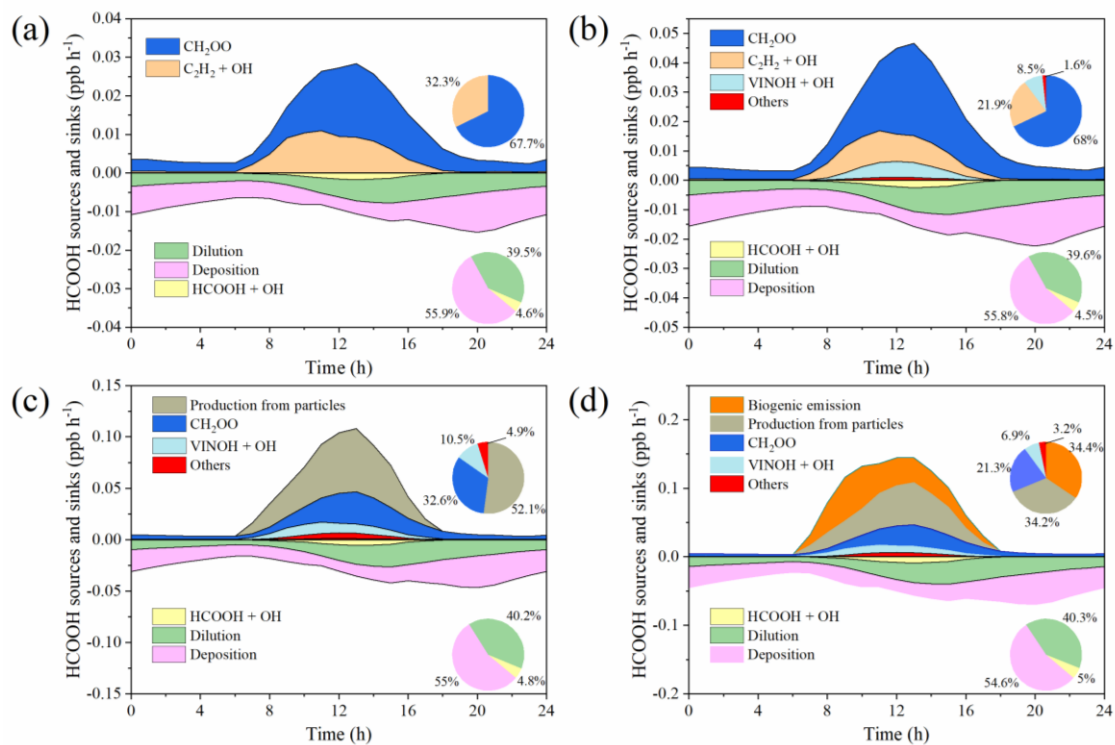 (a)
HCOOH sources and sinks (ppb h⁻¹)
0.04
0.03
0.02
0.01
0.00
-0.01
-0.02
-0.03
-0.04
CH₂OO
C₂H₂ + OH
32.3%
67.7%
Dilution
Deposition
HCOOH + OH
39.5%
55.9%
4.6%
0 4 8 12 16 20 24
Time (h)
(b)
HCOOH sources and sinks (ppb h⁻¹)
0.05
0.04
0.03
0.02
0.01
0.00
-0.01
-0.02
-0.03
-0.04
-0.05
CH₂OO
C₂H₂ + OH
VINOH + OH
Others
8.5%
1.6%
21.9%
68%
HCOOH + OH
Dilution
Deposition
39.6%
55.8%
4.5%
0 4 8 12 16 20 24
Time (h)
(c)
HCOOH sources and sinks (ppb h⁻¹)
0.15
0.10
0.05
0.00
-0.05
-0.10
-0.15
Production from particles
CH₂OO
VINOH + OH
Others
10.5%
4.9%
32.6%
52.1%
HCOOH + OH
Dilution
Deposition
40.2%
55%
4.8%
0 4 8 12 16 20 24
Time (h)
(d)
HCOOH sources and sinks (ppb h⁻¹)
0.2
0.1
0.0
-0.1
-0.2
Biogenic emission
Production from particles
CH₂OO
VINOH + OH
Others
6.9%
3.2%
34.4%
21.3%
34.2%
HCOOH + OH
Dilution
Deposition
40.3%
54.6%
5%
0 4 8 12 16 20 24
Time (h)